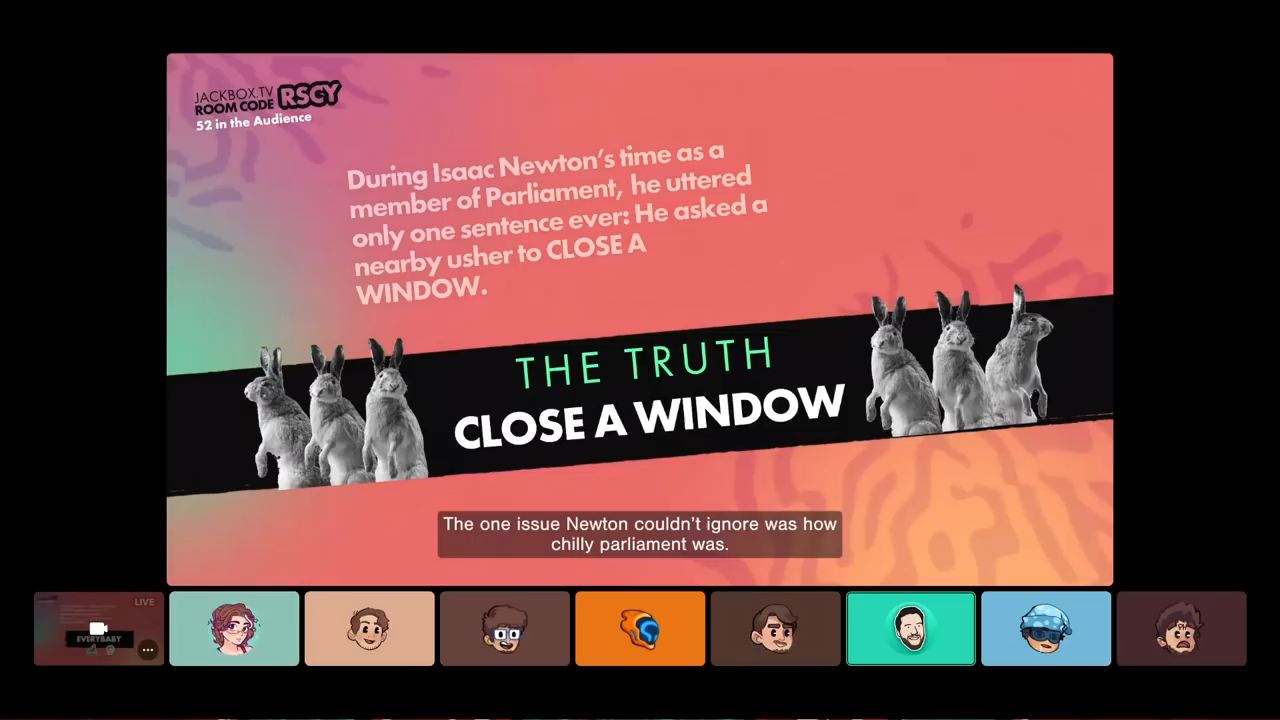 JACKBOX.TV
ROOM CODE RSCY
52 in the Audience
During Isaac Newton's time as a
member of Parliament, he uttered
only one sentence ever: He asked a
nearby usher to CLOSE A
WINDOW.
THE TRUTH
CLOSE A WINDOW
The one issue Newton couldn't ignore was how
chilly parliament was.
LIVE
EVERYBABY